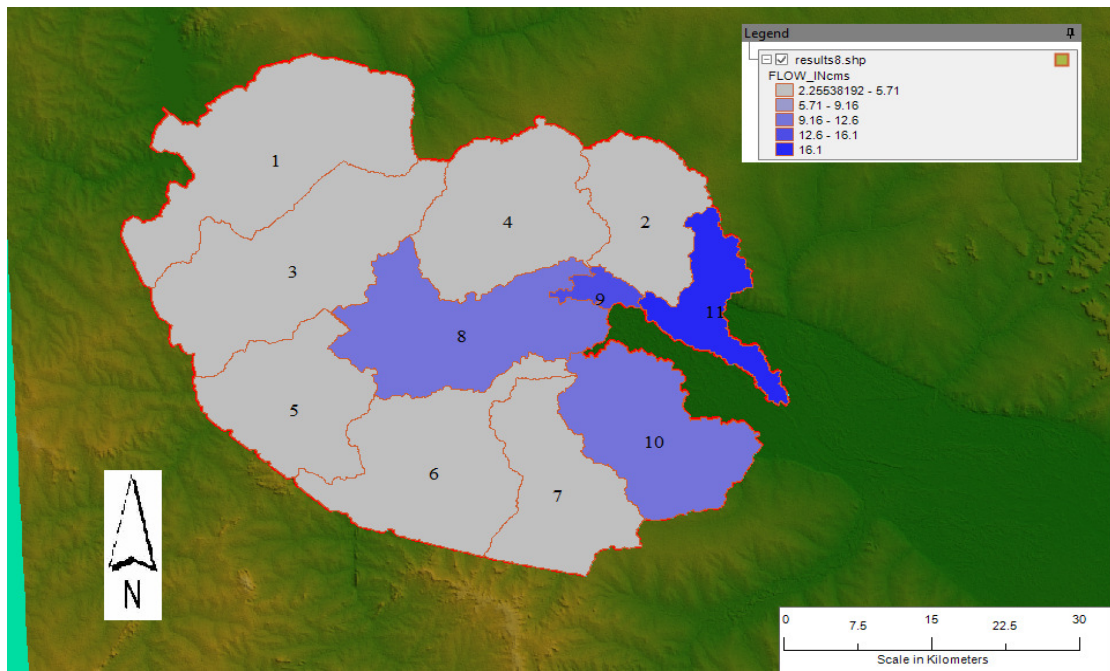 Legend
results8.shp
FLOW_INcms
2.25538192 - 5.71
5.71 - 9.16
9.16 - 12.6
12.6 - 16.1
16.1
1
2
4
3
9
11
8
5
10
6
7
N
0 7.5 15 22.5 30
Scale in Kilometers